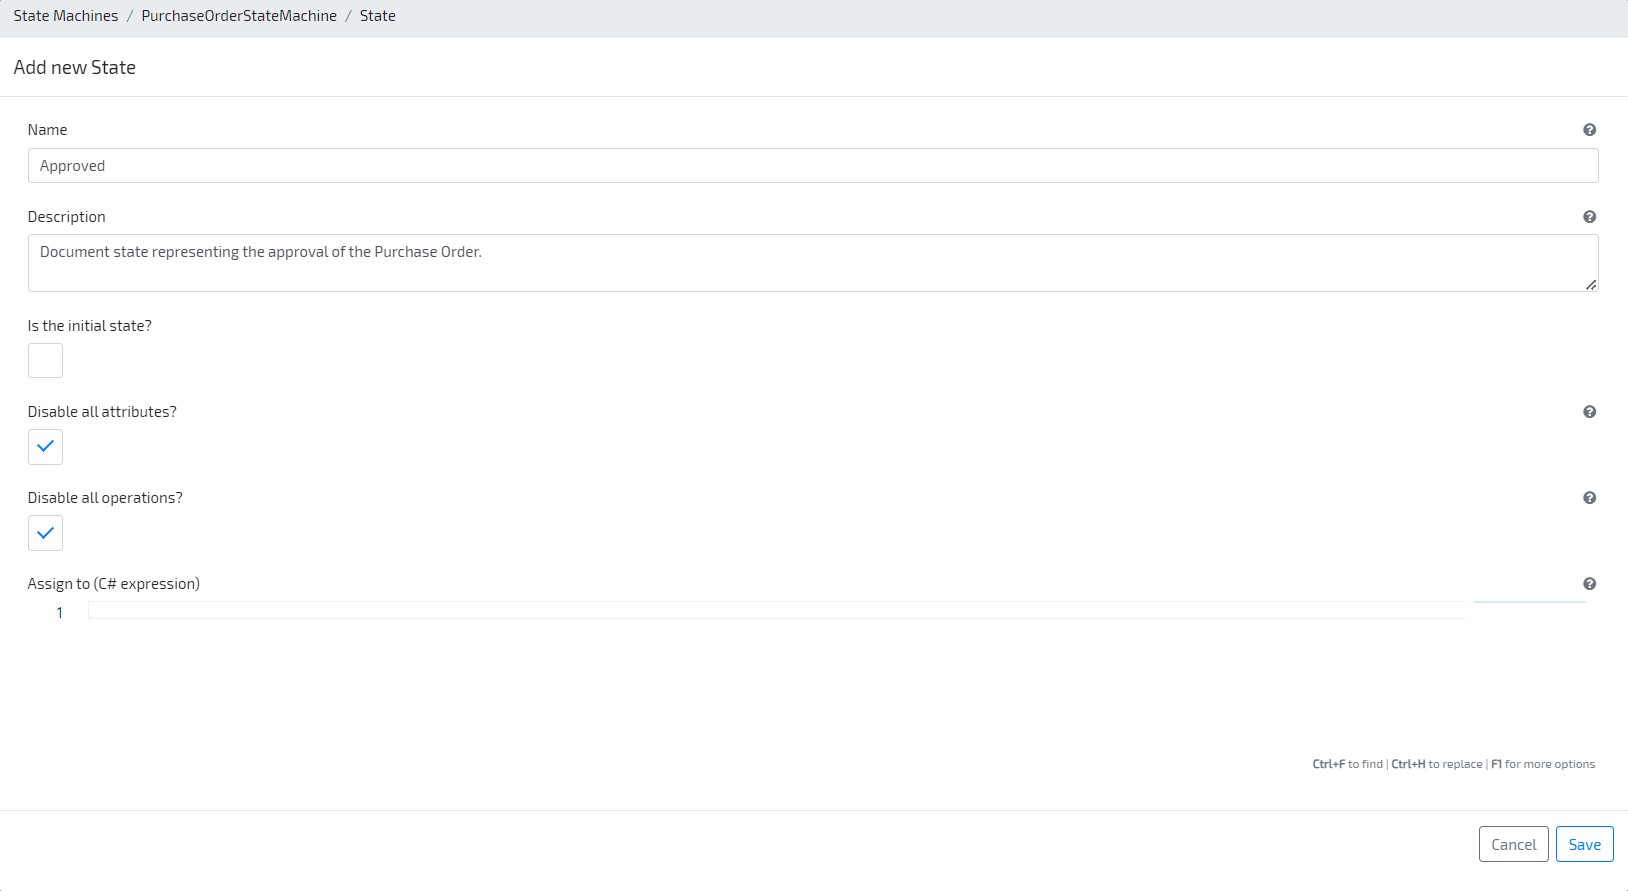 State Machines / PurchaseOrderStateMachine / State
Add new State
Name
Approved
Description
Document state representing the approval of the Purchase Order.
Is the initial state?
Disable all attributes?
Disable all operations?
Assign to (C# expression)
1
Ctrl+F to find | Ctrl+H to replace | F1 for more options
Cancel Save